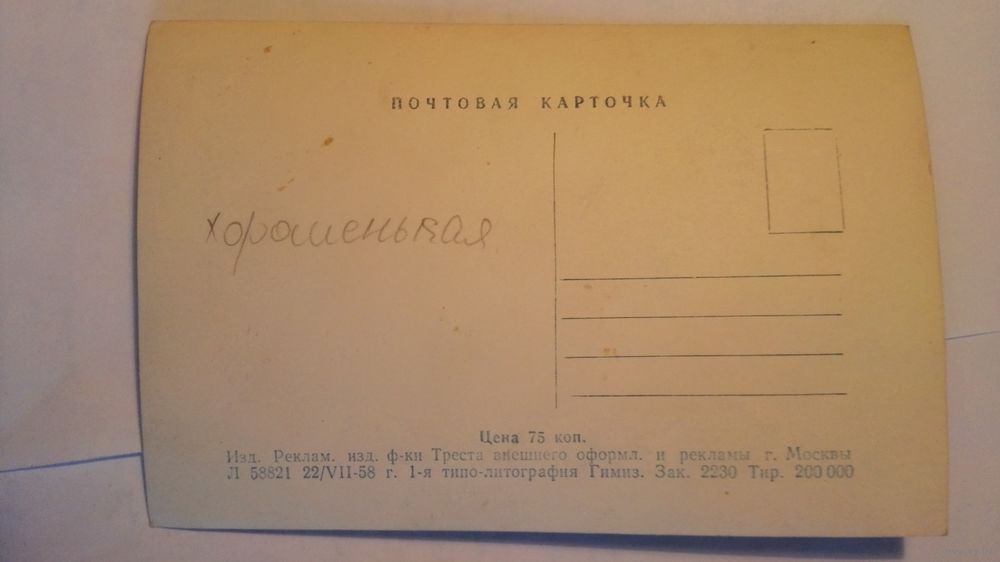 ПОЧТОВАЯ КАРТОЧКА
хорошенькая
Цена 75 коп.
Изд. Реклам. изд. ф-ки Треста внешнего оформл. и рекламы г. Москвы
Л 58821 22/VII-58 г. 1-я типо-литография Гимиз. Зак. 2230 Тир. 200 000